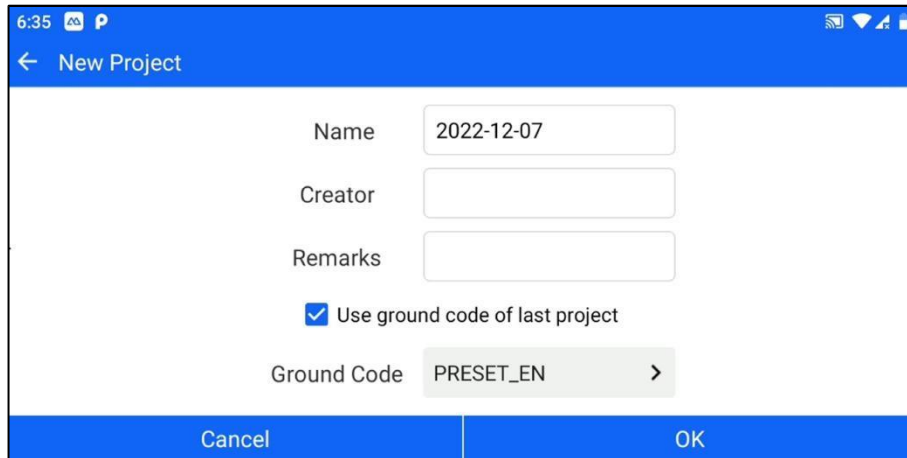 6:35
New Project
Name 2022-12-07
Creator
Remarks
Use ground code of last project
Ground Code PRESET_EN
Cancel OK